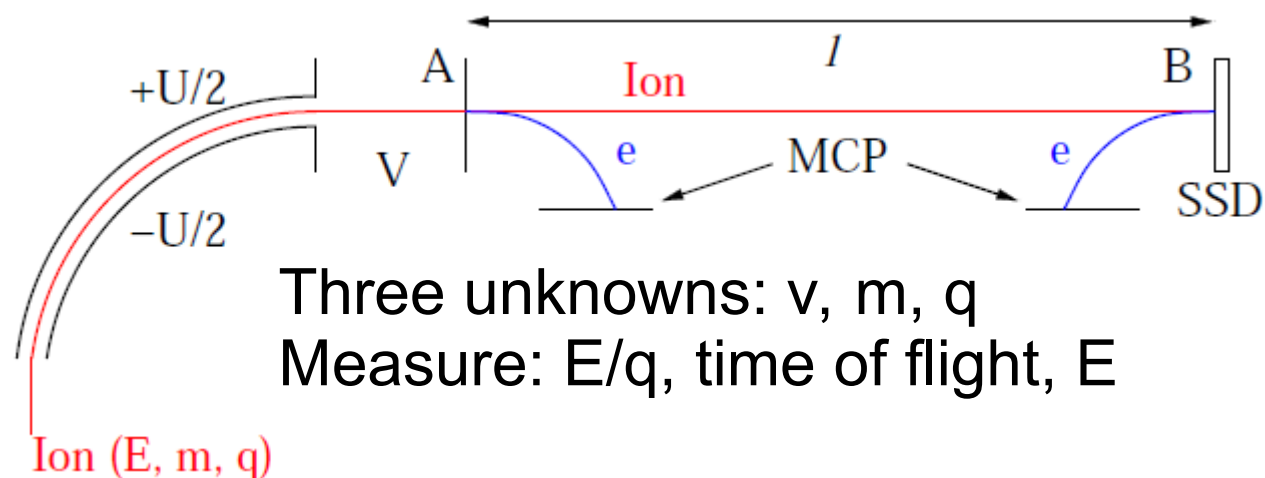 l
A
B
+U/2
Ion
V
e
MCP
e
SSD
–U/2
Three unknowns: v, m, q
Measure: E/q, time of flight, E
Ion (E, m, q)